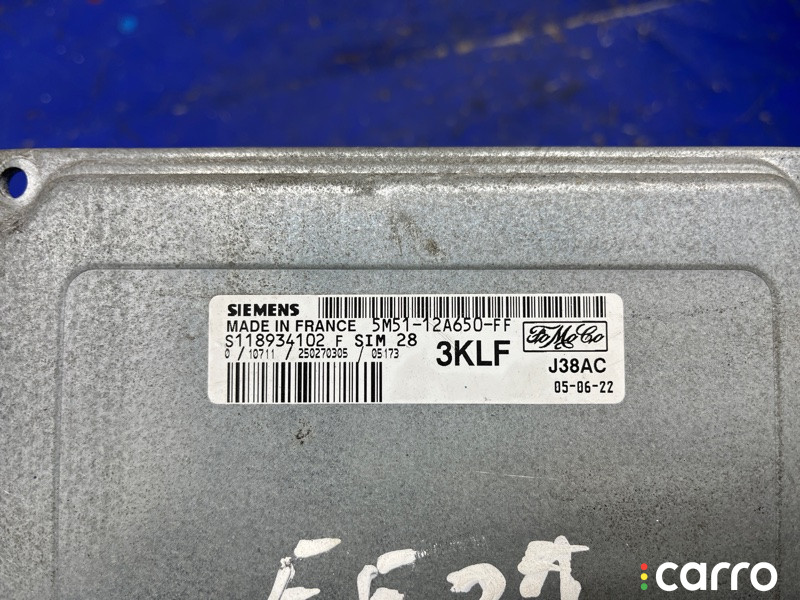 SIEMENS
MADE IN FRANCE 5M51-12A650-FF
S118934102 F SIM 28
0 / 10711 / 250270305 / 05173
3KLF
FoMoCo
J38AC
05-06-22
carro